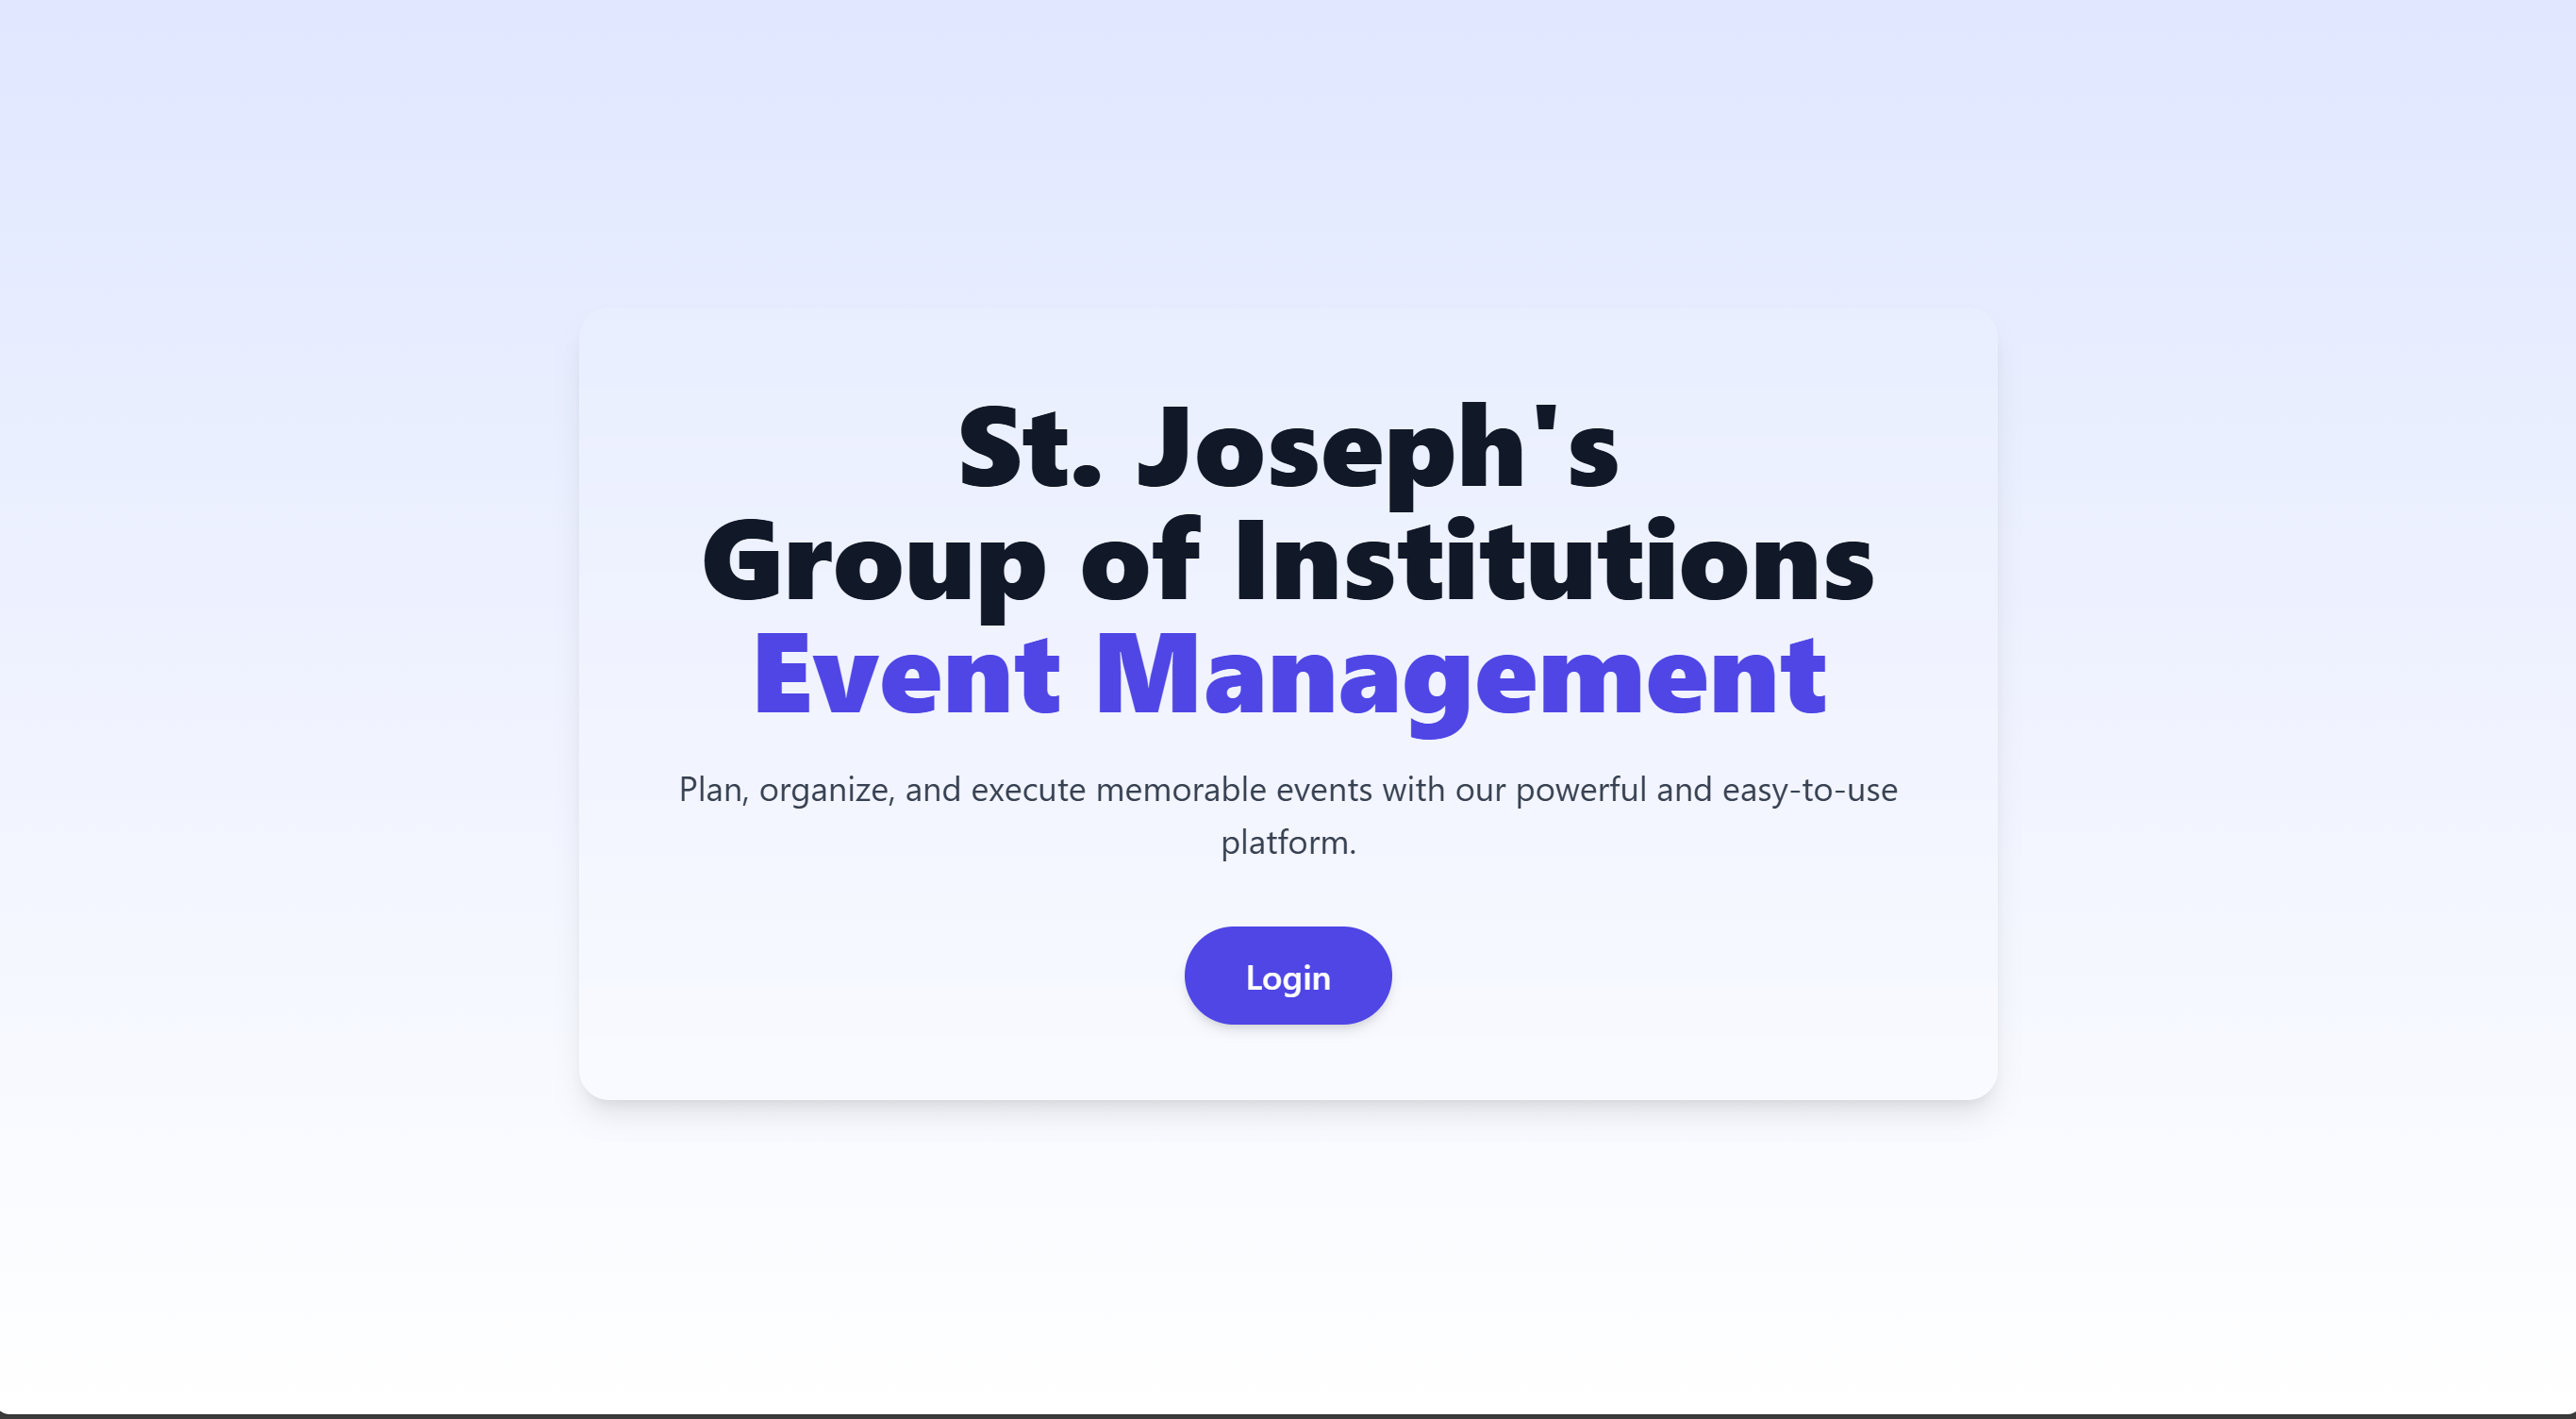 St. Joseph's
Group of Institutions
Event Management
Plan, organize, and execute memorable events with our powerful and easy-to-use
platform.
Login